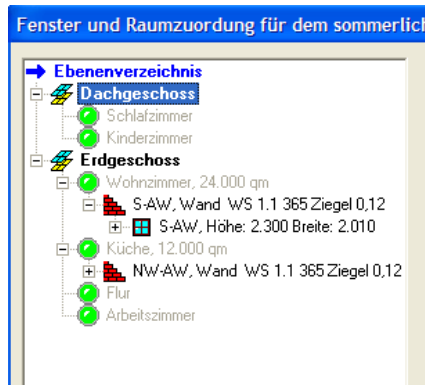 Fenster und Raumzuordung für dem sommerlich
Ebenenverzeichnis
Dachgeschoss
Schlafzimmer
Kinderzimmer
Erdgeschoss
Wohnzimmer, 24.000 qm
S-AW, Wand WS 1.1 365 Ziegel 0,12
S-AW, Höhe: 2.300 Breite: 2.010
Küche, 12.000 qm
NW-AW, Wand WS 1.1 365 Ziegel 0,12
Flur
Arbeitszimmer